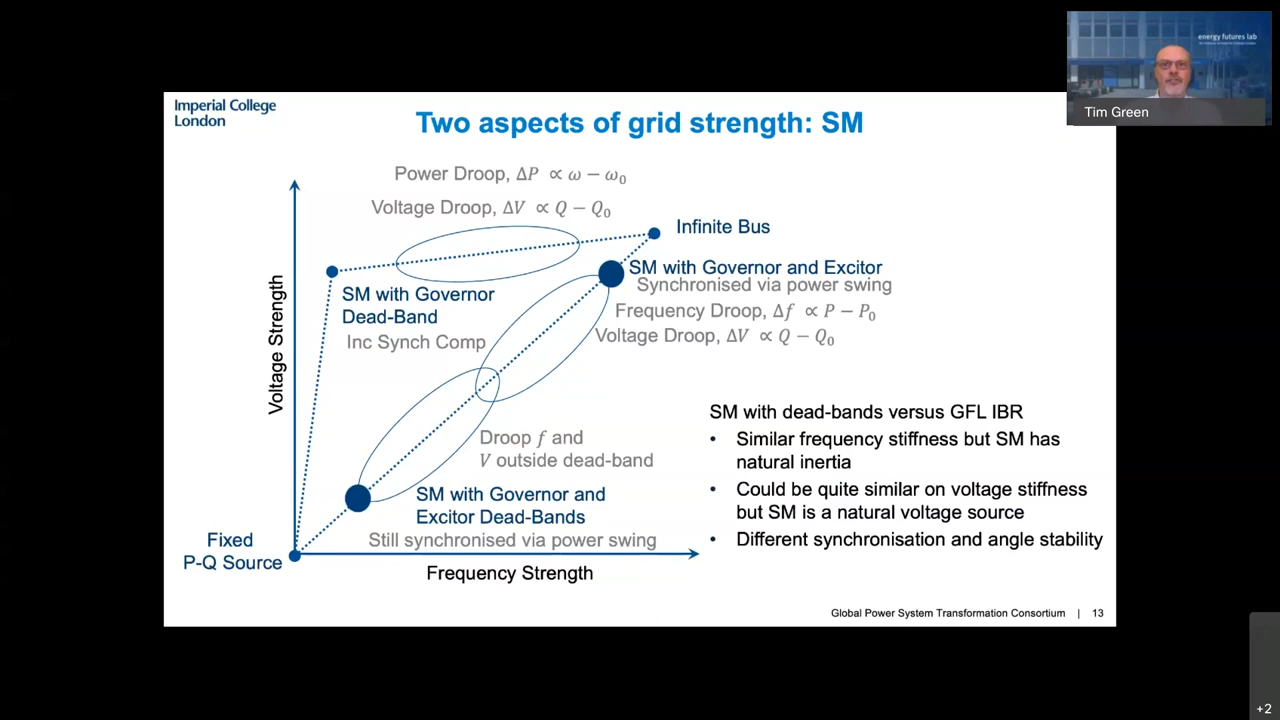 energy futures lab
Tim Green
Imperial College
London
Two aspects of grid strength: SM
Power Droop, ΔP ∝ ω − ω₀
Voltage Droop, ΔV ∝ Q − Q₀
Infinite Bus
SM with Governor and Excitor
Synchronised via power swing
Frequency Droop, Δf ∝ P − P₀
Voltage Droop, ΔV ∝ Q − Q₀
SM with Governor
Dead-Band
Inc Synch Comp
Voltage Strength
SM with dead-bands versus GFL IBR
• Similar frequency stiffness but SM has
natural inertia
• Could be quite similar on voltage stiffness
but SM is a natural voltage source
• Different synchronisation and angle stability
Droop f and
V outside dead-band
SM with Governor and
Excitor Dead-Bands
Still synchronised via power swing
Fixed
P-Q Source
Frequency Strength
Global Power System Transformation Consortium | 13
+2